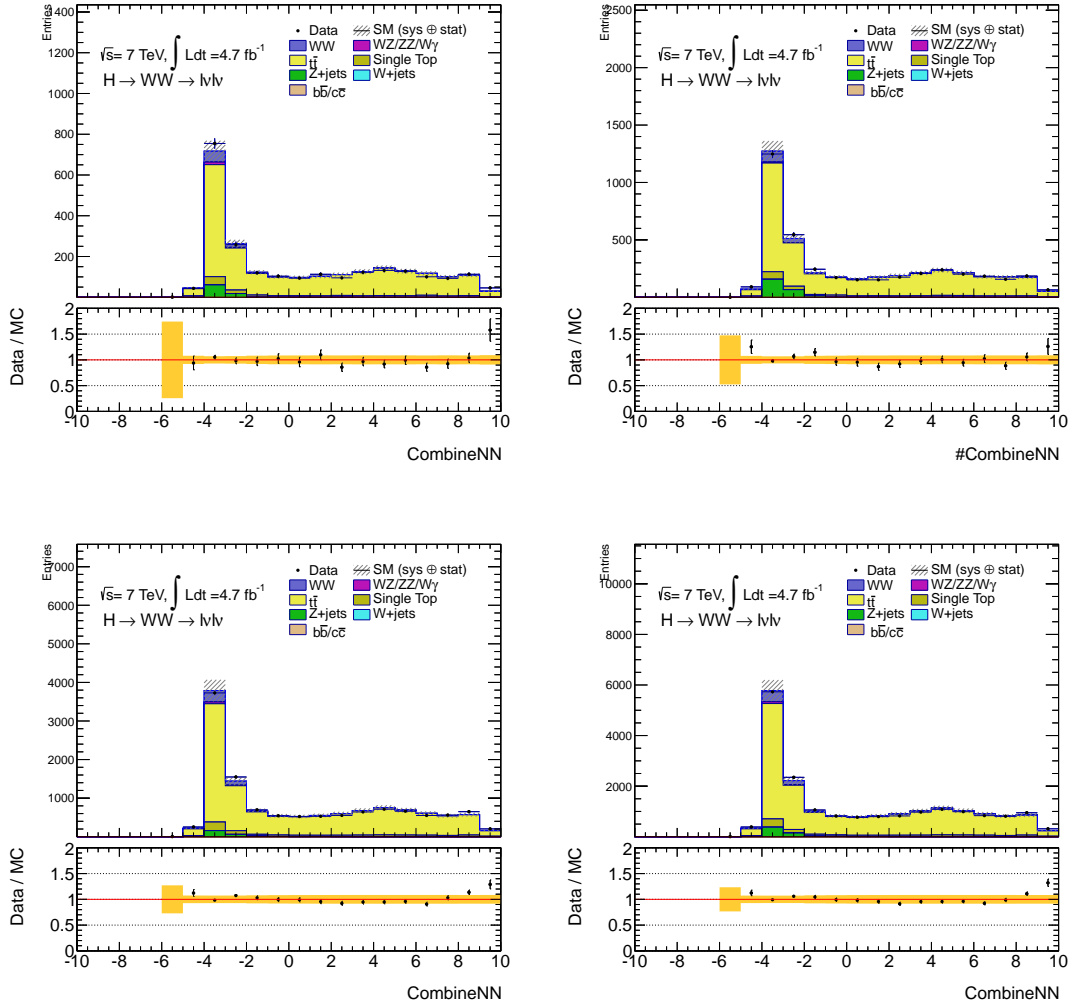 Entries
1400
1200
1000
800
600
400
200
√s= 7 TeV, ∫ Ldt =4.7 fb⁻¹
H → WW → lνlν
Data
SM (sys ⊕ stat)
WW
WZ/ZZ/Wγ
tt̄
Single Top
Z+jets
W+jets
bb̄/cc̄
Data / MC
2
1.5
1
0.5
0
-10 -8 -6 -4 -2 0 2 4 6 8 10
CombineNN
Entries
2500
2000
1500
1000
500
√s= 7 TeV, ∫ Ldt =4.7 fb⁻¹
H → WW → lνlν
Data
SM (sys ⊕ stat)
WW
WZ/ZZ/Wγ
tt̄
Single Top
Z+jets
W+jets
bb̄/cc̄
Data / MC
2
1.5
1
0.5
0
-10 -8 -6 -4 -2 0 2 4 6 8 10
#CombineNN
Entries
7000
6000
5000
4000
3000
2000
1000
√s= 7 TeV, ∫ Ldt =4.7 fb⁻¹
H → WW → lνlν
Data
SM (sys ⊕ stat)
WW
WZ/ZZ/Wγ
tt̄
Single Top
Z+jets
W+jets
bb̄/cc̄
Data / MC
2
1.5
1
0.5
0
-10 -8 -6 -4 -2 0 2 4 6 8 10
CombineNN
Entries
10000
8000
6000
4000
2000
√s= 7 TeV, ∫ Ldt =4.7 fb⁻¹
H → WW → lνlν
Data
SM (sys ⊕ stat)
WW
WZ/ZZ/Wγ
tt̄
Single Top
Z+jets
W+jets
bb̄/cc̄
Data / MC
2
1.5
1
0.5
0
-10 -8 -6 -4 -2 0 2 4 6 8 10
CombineNN